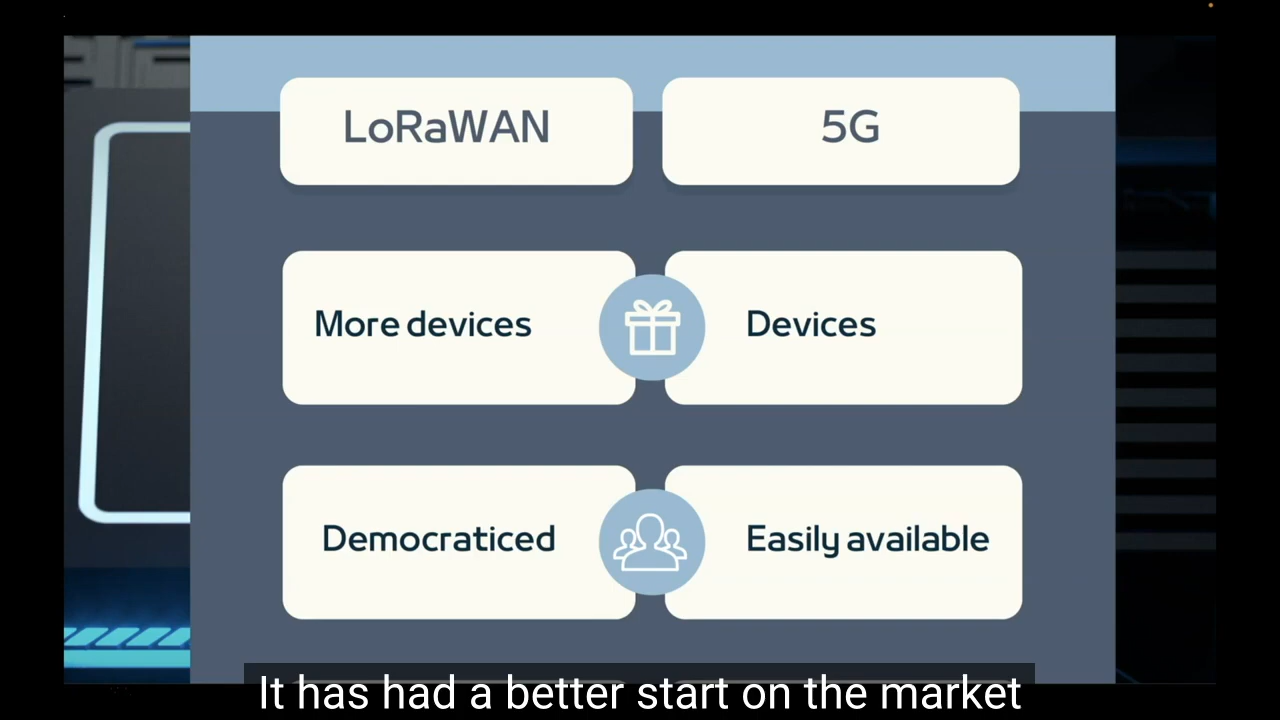 LoRaWAN
5G
More devices
Devices
Democraticed
Easily available
It has had a better start on the market